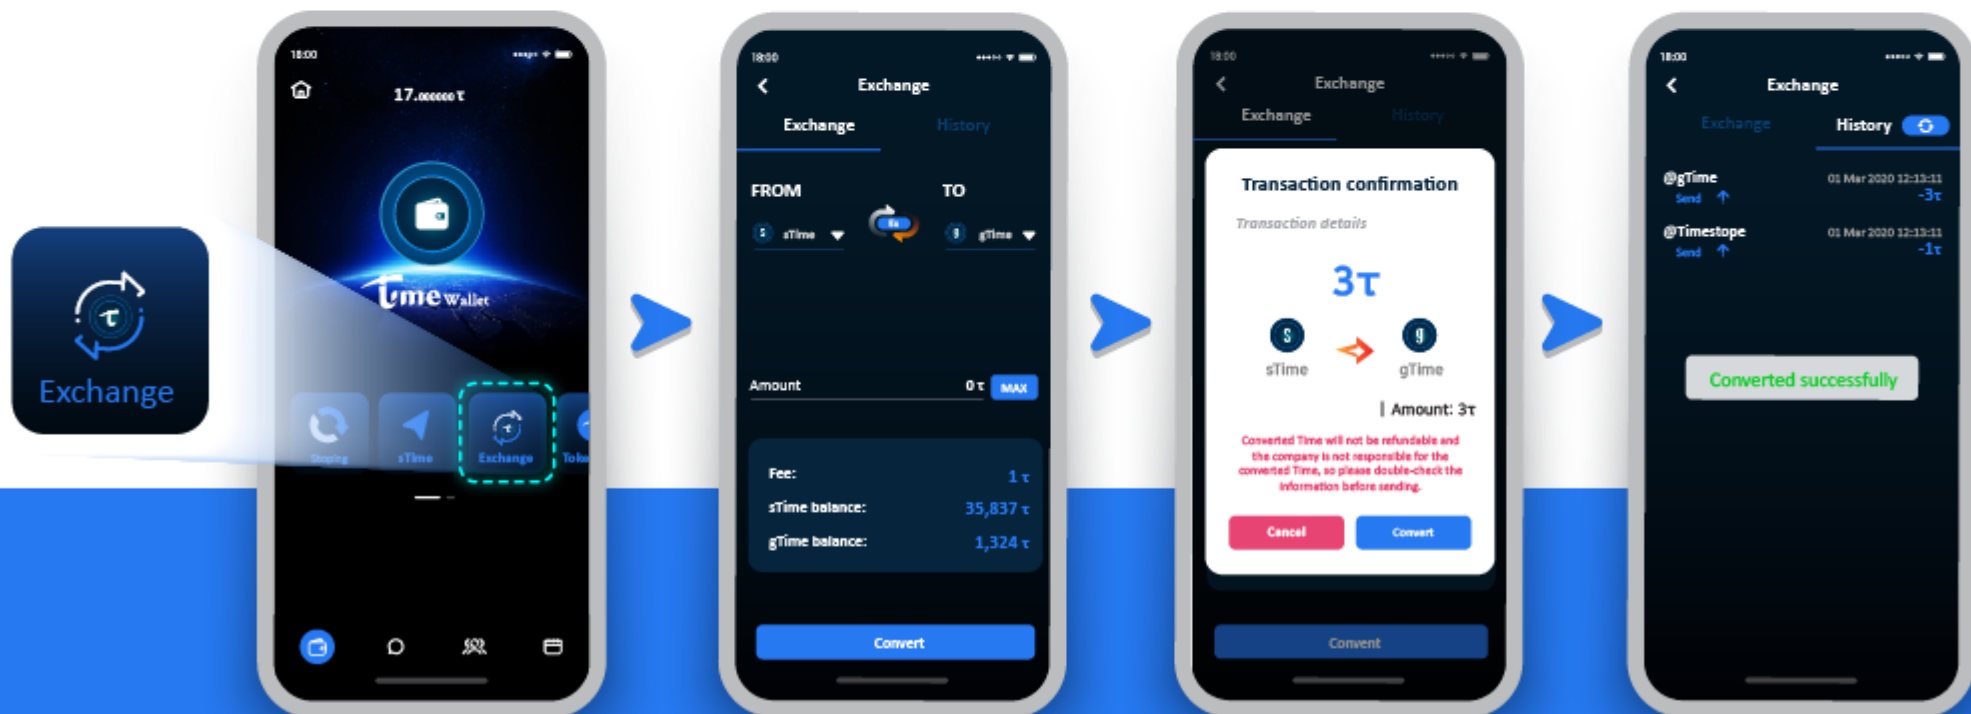 Exchange
18:00
17.000000 τ
time Wallet
sTime
Exchange
Toke
18:00
Exchange
Exchange
History
FROM
TO
s sTime
g gTime
Amount
0 τ MAX
Fee:
1 τ
sTime balance:
35,837 τ
gTime balance:
1,324 τ
Convert
18:00
Exchange
Exchange
History
Transaction confirmation
Transaction details
3τ
s
g
sTime
gTime
| Amount: 3τ
Converted Time will not be refundable and
the company is not responsible for the
converted Time, so please double-check the
information before sending.
Cancel
Convert
Convent
18:00
Exchange
Exchange
History
@gTime
01 Mar 2020 12:13:11
Send
-3τ
@Timestope
01 Mar 2020 12:13:11
Send
-1τ
Converted successfully